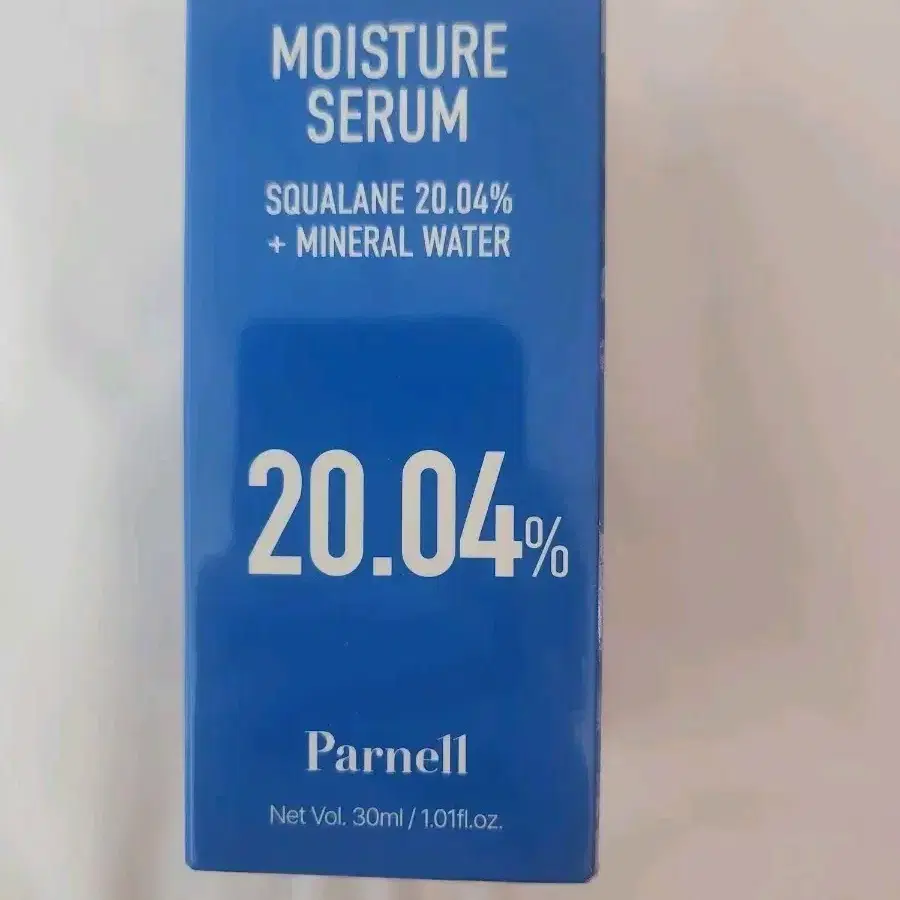 MOISTURE
SERUM
SQUALANE 20.04%
+ MINERAL WATER
20.04%
Parnell
Net Vol. 30ml / 1.01fl.oz.